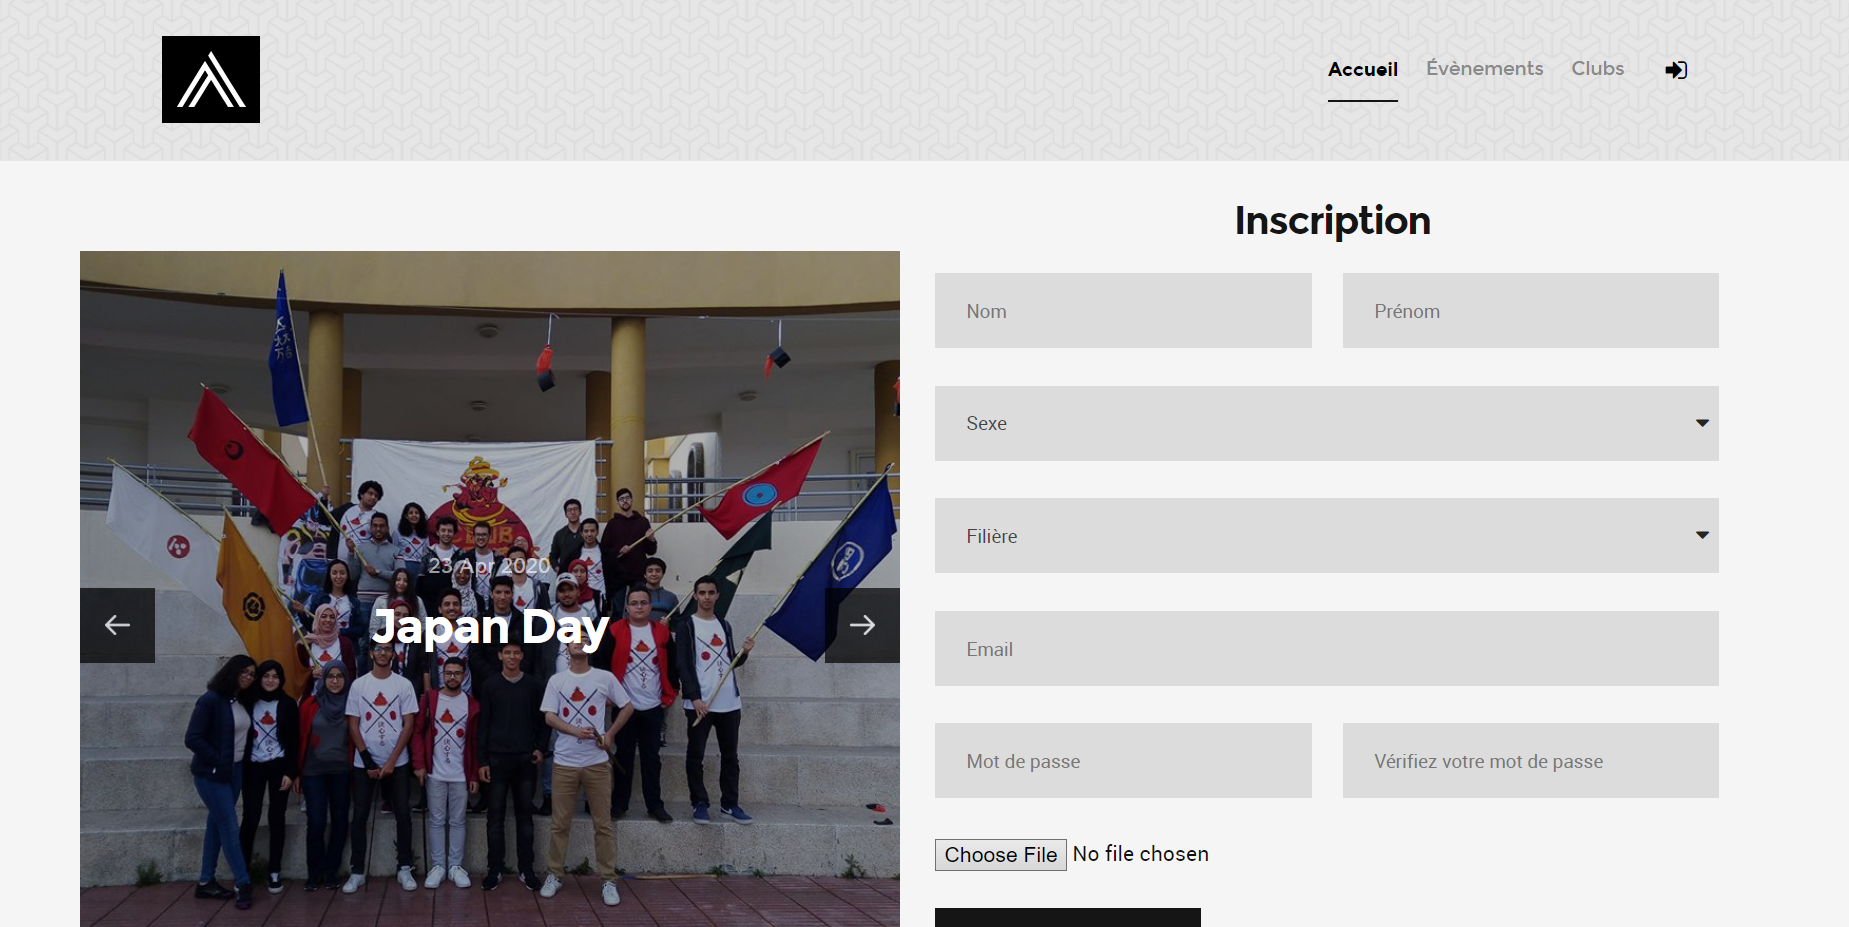 Accueil Évènements Clubs
Inscription
Nom Prénom
Sexe
Filière
Email
Mot de passe Vérifiez votre mot de passe
Choose File No file chosen
23 Apr 2020
Japan Day